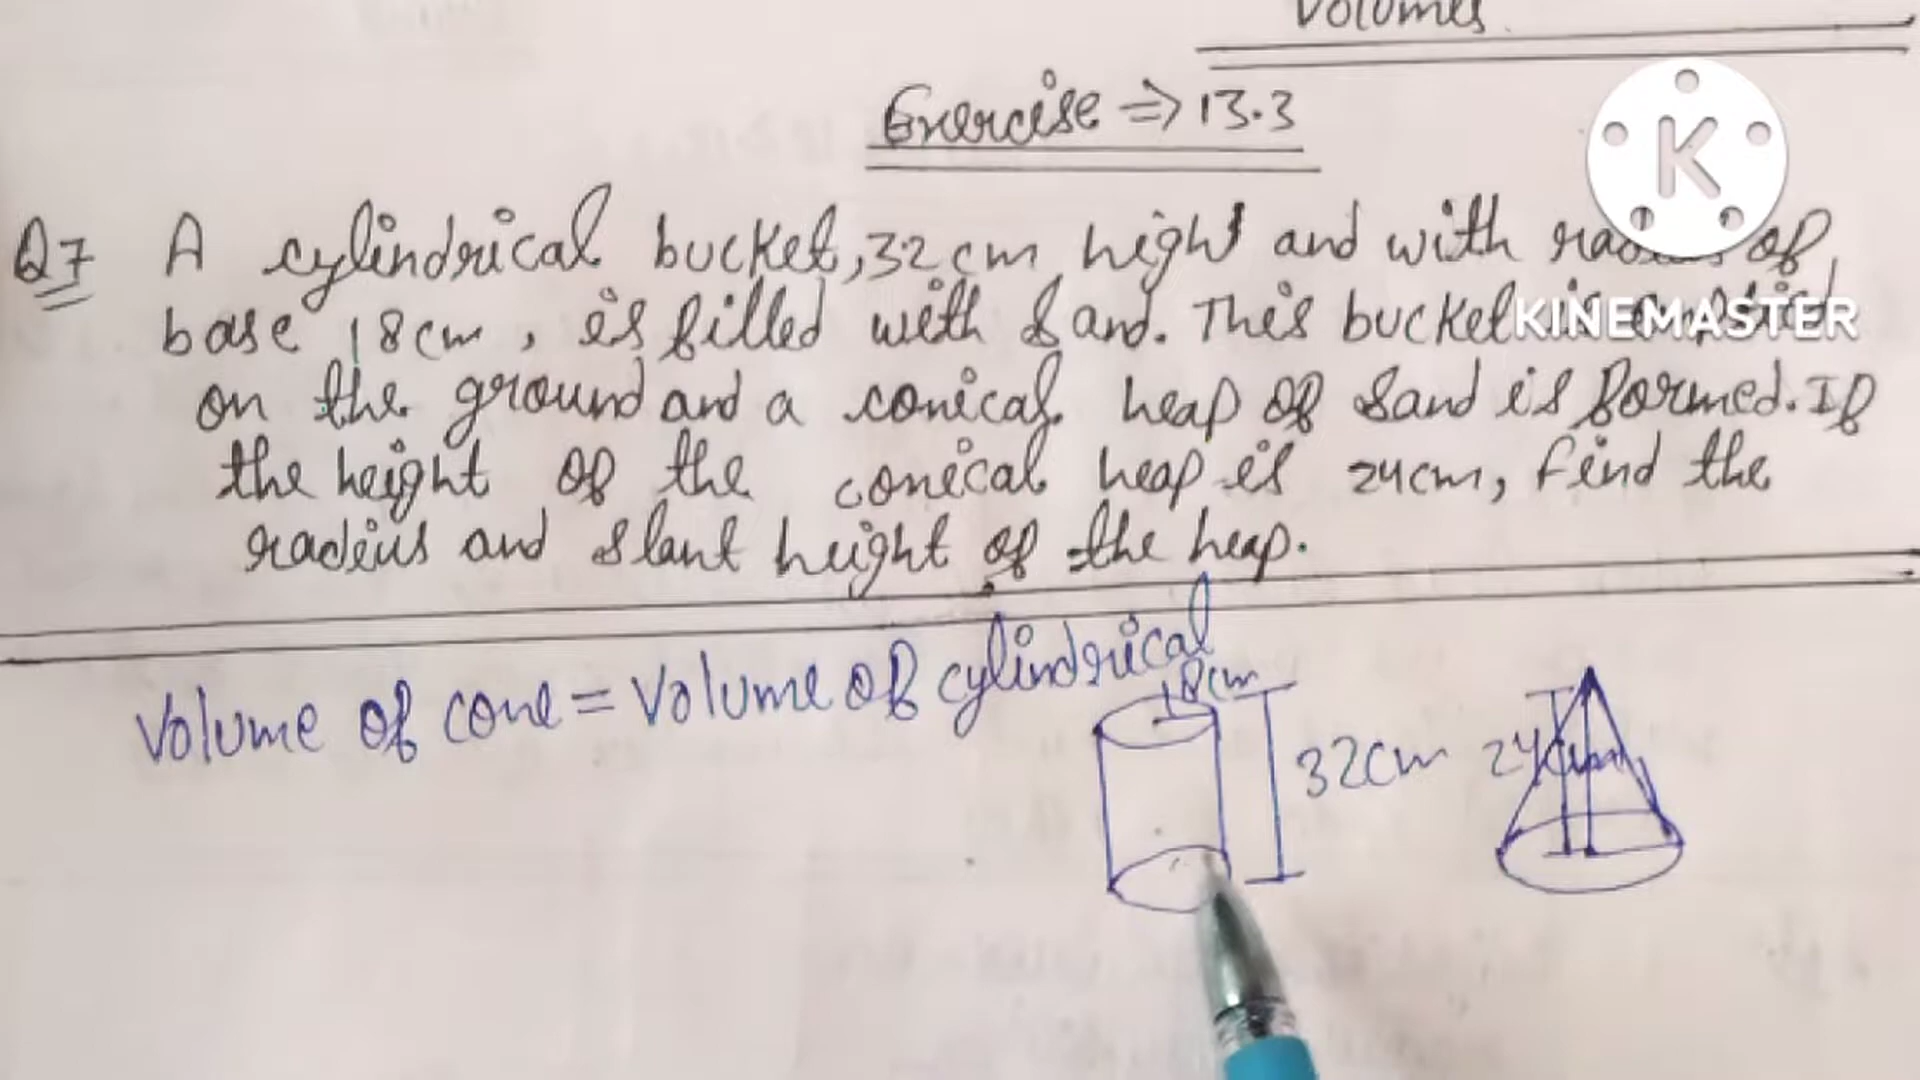 Volumes
Exercise ⇒ 13.3
Q7 A cylindrical bucket, 32 cm high and with of
base 18cm, is filled with sand. This bucket
on the ground and a conical heap of sand is formed. If
the height of the conical heap is 24cm, find the
radius and slant height of the heap.
Volume of cone = Volume of cylindrical
18cm
32cm
24cm
K
KINEMASTER